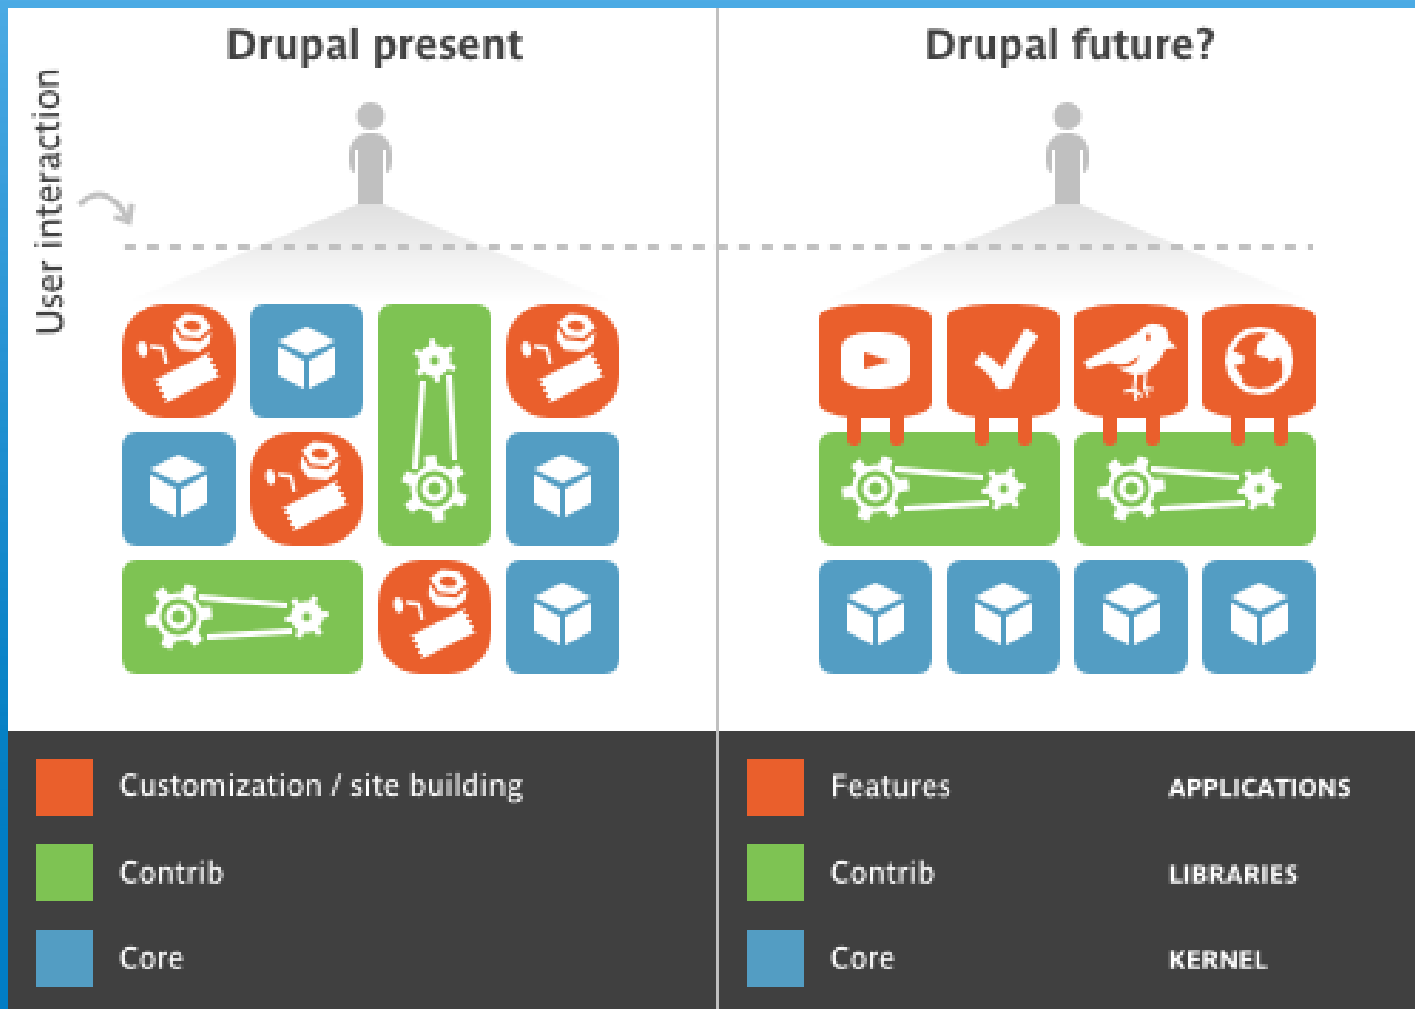 Drupal present
User interaction
Customization / site building
Contrib
Core
Drupal future?
Features APPLICATIONS
Contrib LIBRARIES
Core KERNEL